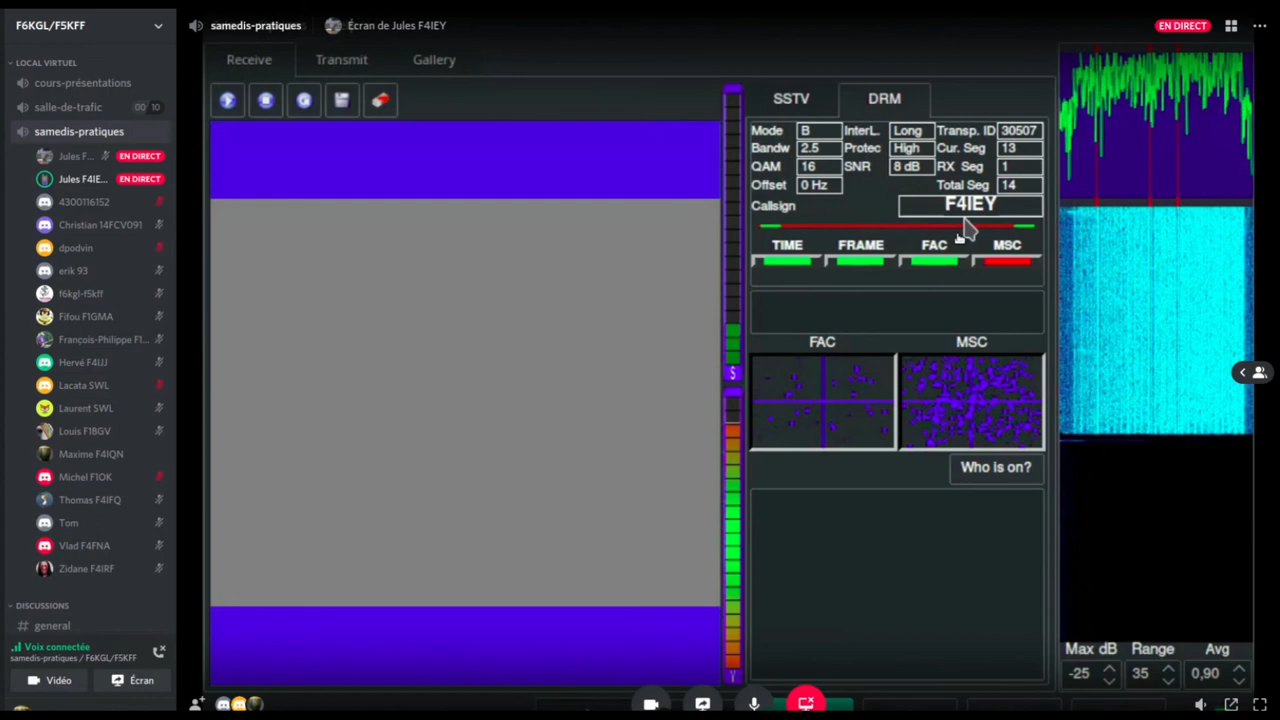 F6KGL/F5KFF
samedis-pratiques
Écran de Jules F4IEY
EN DIRECT
LOCAL VIRTUEL
cours-présentations
salle-de-trafic 00 10
samedis-pratiques
Jules F... EN DIRECT
Jules F4IE... EN DIRECT
4300116152
Christian 14FCV091
dpodvin
erik 93
f6kgl-f5kff
Fifou F1GMA
François-Philippe F1...
Hervé F4IJJ
Lacata SWL
Laurent SWL
Louis F1BGV
Maxime F4IQN
Michel F1OK
Thomas F4IFQ
Tom
Vlad F4FNA
Zidane F4IRF
DISCUSSIONS
# general
Voix connectée
samedis-pratiques / F6KGL/F5KFF
Vidéo
Écran
Receive Transmit Gallery
SSTV DRM
Mode B InterL. Long Transp. ID 30507
Bandw 2.5 Protec High Cur. Seg 13
QAM 16 SNR 8 dB RX Seg 1
Offset 0 Hz Total Seg 14
Callsign F4IEY
TIME FRAME FAC MSC
FAC MSC
S
Who is on?
V
Max dB Range Avg
-25 35 0,90